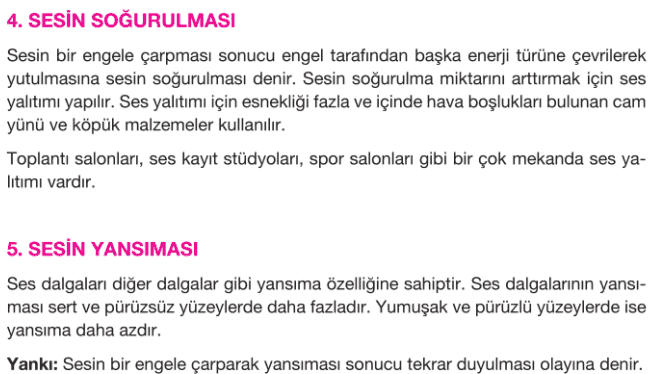 4. SESİN SOĞURULMASI
Sesin bir engele çarpması sonucu engel tarafından başka enerji türüne çevrilerek
yutulmasına sesin soğurulması denir. Sesin soğurulma miktarını arttırmak için ses
yalıtımı yapılır. Ses yalıtımı için esnekliği fazla ve içinde hava boşlukları bulunan cam
yünü ve köpük malzemeler kullanılır.
Toplantı salonları, ses kayıt stüdyoları, spor salonları gibi bir çok mekanda ses ya-
lıtımı vardır.
5. SESİN YANSIMASI
Ses dalgaları diğer dalgalar gibi yansıma özelliğine sahiptir. Ses dalgalarının yansı-
ması sert ve pürüzsüz yüzeylerde daha fazladır. Yumuşak ve pürüzlü yüzeylerde ise
yansıma daha azdır.
Yankı: Sesin bir engele çarparak yansıması sonucu tekrar duyulması olayına denir.